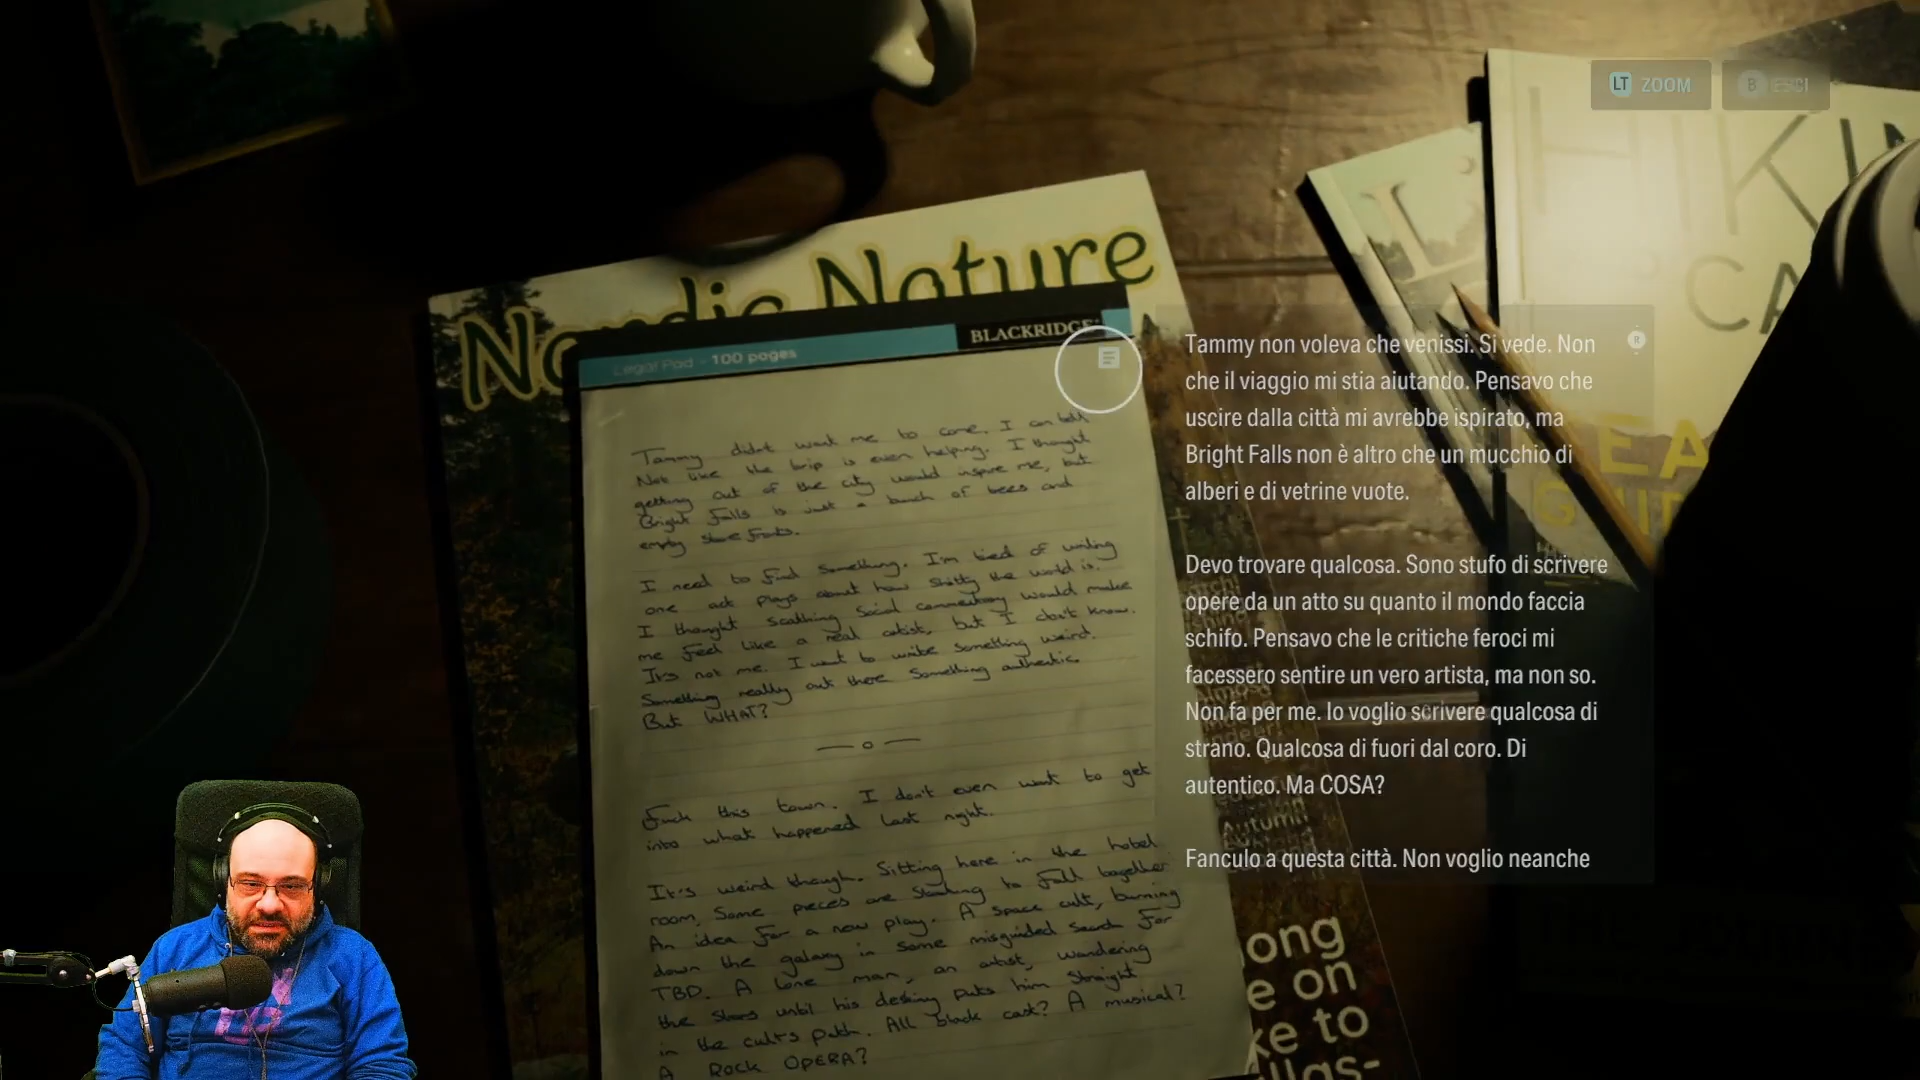 LT ZOOM
B ESCI
HIKIN
CA
EA
Nordic Nature
BLACKRIDGE
Legal Pad - 100 pages
Tammy didn't want me to come. I can tell
Not like the trip is even helping. I thought
getting out of the city would inspire me, but
Bright Falls is just a bunch of trees and
empty store fronts.
I need to find something. I'm tired of writing
one act plays about how shitty the world is.
I thought scathing social commentary would make
me feel like a real artist, but I don't know.
It's not me. I want to write something weird.
Something really out there Something authentic.
But WHAT?
Fuck this town. I don't even want to get
into what happened last night.
It's weird though. Sitting here in the hotel
room, Some pieces are starting to fall together
An idea for a new play. A space cult, burning
down the galaxy in some misguided search for
TBD. A lone man, an artist, wandering
the stars until his destiny puts him straight
in the cult's path. All black cast? A musical?
A ROCK OPERA?
Tammy non voleva che venissi. Si vede. Non
che il viaggio mi stia aiutando. Pensavo che
uscire dalla città mi avrebbe ispirato, ma
Bright Falls non è altro che un mucchio di
alberi e di vetrine vuote.
Devo trovare qualcosa. Sono stufo di scrivere
opere da un atto su quanto il mondo faccia
schifo. Pensavo che le critiche feroci mi
facessero sentire un vero artista, ma non so.
Non fa per me. Io voglio scrivere qualcosa di
strano. Qualcosa di fuori dal coro. Di
autentico. Ma COSA?
Fanculo a questa città. Non voglio neanche
Autumn
ong
e on
ke to
llas-